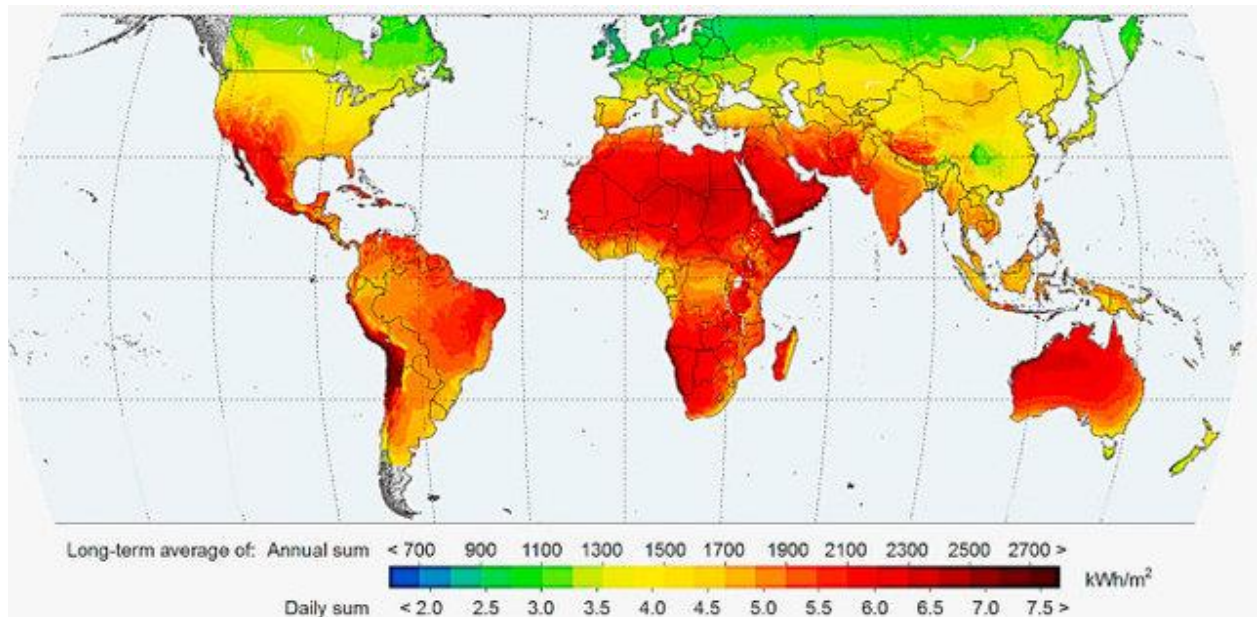 Long-term average of: Annual sum < 700 900 1100 1300 1500 1700 1900 2100 2300 2500 2700 >
kWh/m²
Daily sum < 2.0 2.5 3.0 3.5 4.0 4.5 5.0 5.5 6.0 6.5 7.0 7.5 >